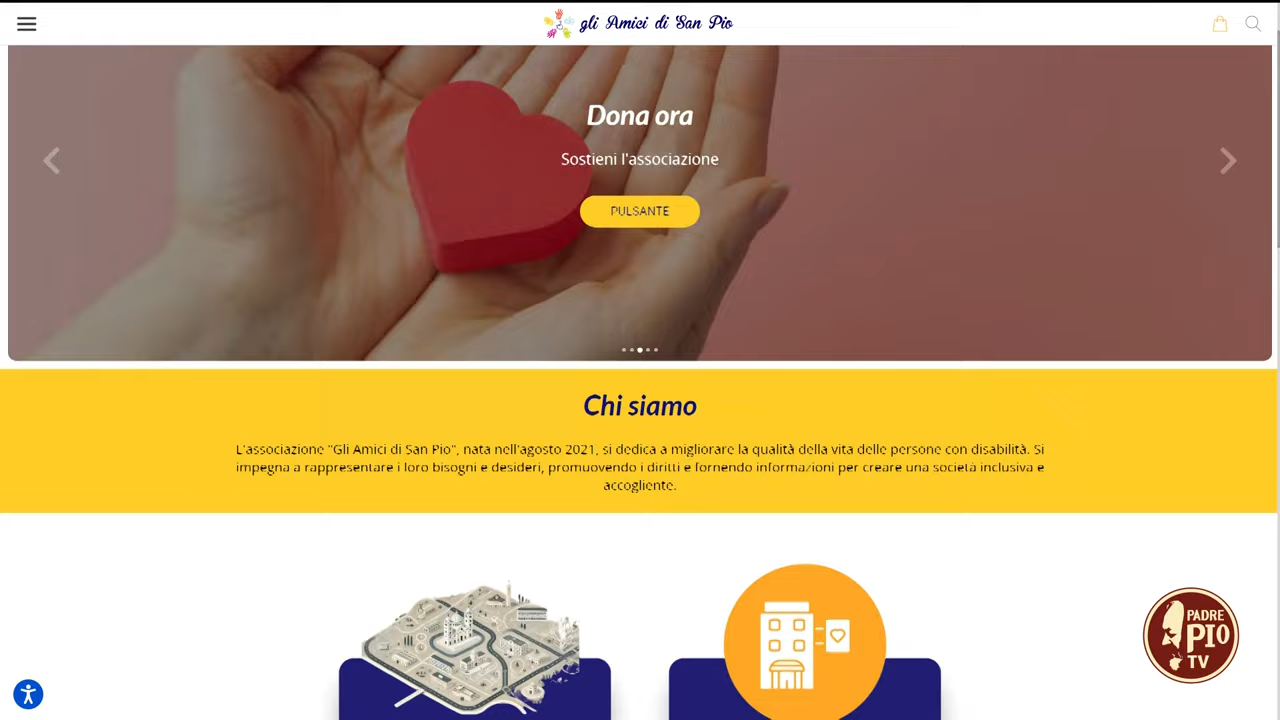 gli Amici di San Pio
Dona ora
Sostieni l'associazione
PULSANTE
Chi siamo
L'associazione "Gli Amici di San Pio", nata nell'agosto 2021, si dedica a migliorare la qualità della vita delle persone con disabilità. Si
impegna a rappresentare i loro bisogni e desideri, promuovendo i diritti e fornendo informazioni per creare una società inclusiva e
accogliente.
PADRE
PIO
TV